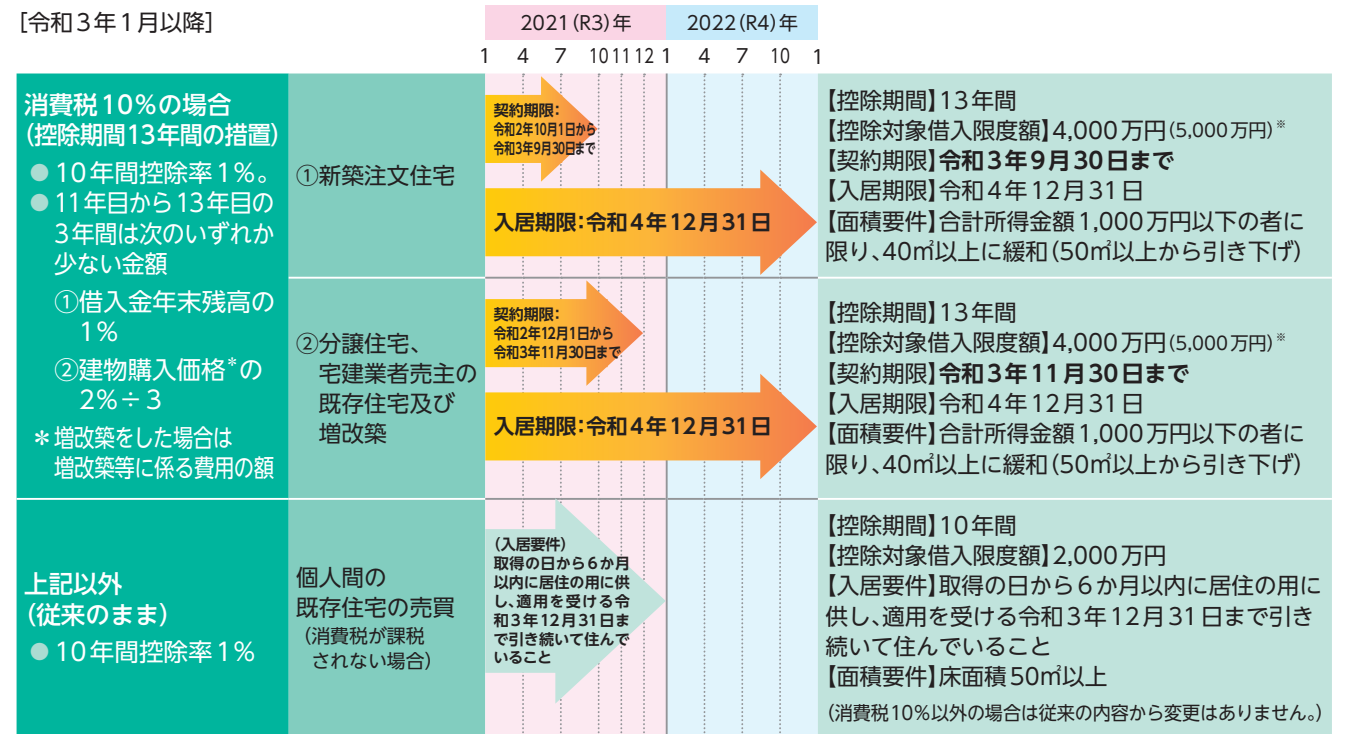 [令和3年1月以降]
2021(R3)年
2022(R4)年
1 4 7 10 11 12 1 4 7 10 1
消費税10%の場合
(控除期間13年間の措置)
● 10年間控除率1%。
● 11年目から13年目の
3年間は次のいずれか
少ない金額
①借入金年末残高の
1%
②建物購入価格*の
2%÷3
*増改築をした場合は
増改築等に係る費用の額
①新築注文住宅
契約期限:
令和2年10月1日から
令和3年9月30日まで
入居期限:令和4年12月31日
【控除期間】13年間
【控除対象借入限度額】4,000万円(5,000万円)※
【契約期限】令和3年9月30日まで
【入居期限】令和4年12月31日
【面積要件】合計所得金額1,000万円以下の者に
限り、40㎡以上に緩和(50㎡以上から引き下げ)
②分譲住宅、
宅建業者売主の
既存住宅及び
増改築
契約期限:
令和2年12月1日から
令和3年11月30日まで
入居期限:令和4年12月31日
【控除期間】13年間
【控除対象借入限度額】4,000万円(5,000万円)※
【契約期限】令和3年11月30日まで
【入居期限】令和4年12月31日
【面積要件】合計所得金額1,000万円以下の者に
限り、40㎡以上に緩和(50㎡以上から引き下げ)
上記以外
(従来のまま)
● 10年間控除率1%
個人間の
既存住宅の売買
(消費税が課税
されない場合)
(入居要件)
取得の日から6か月
以内に居住の用に供
し、適用を受ける令
和3年12月31日ま
で引き続いて住んで
いること
【控除期間】10年間
【控除対象借入限度額】2,000万円
【入居要件】取得の日から6か月以内に居住の用に
供し、適用を受ける令和3年12月31日まで引き
続いて住んでいること
【面積要件】床面積50㎡以上
(消費税10%以外の場合は従来の内容から変更はありません。)